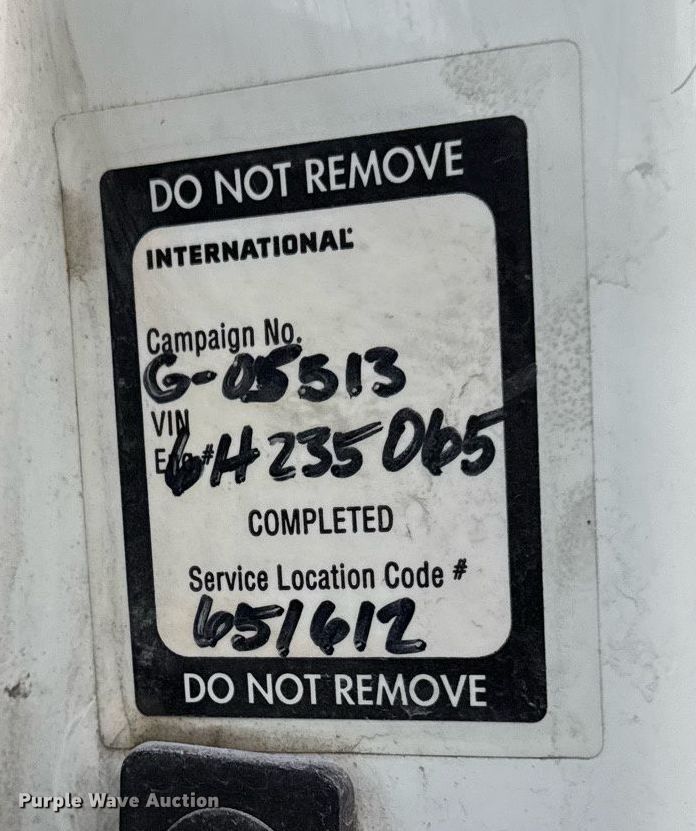 DO NOT REMOVE
INTERNATIONAL
Campaign No.
G-05513
VIN
Eng #
6H235065
COMPLETED
Service Location Code #
651612
DO NOT REMOVE
Purple Wave Auction